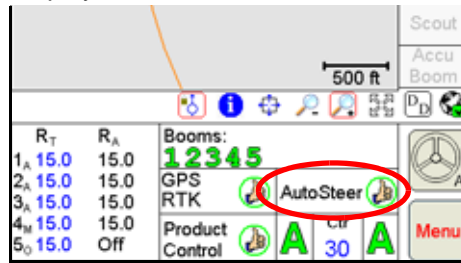 Scout
Accu
Boom
500 ft
i
D D
RT RA
1A 15.0 15.0
2A 15.0 15.0
3A 15.0 15.0
4M 15.0 15.0
5O 15.0 Off
Booms:
12345
GPS
RTK
AutoSteer
Product
Control
A
Ctr
30
A
A
Menu